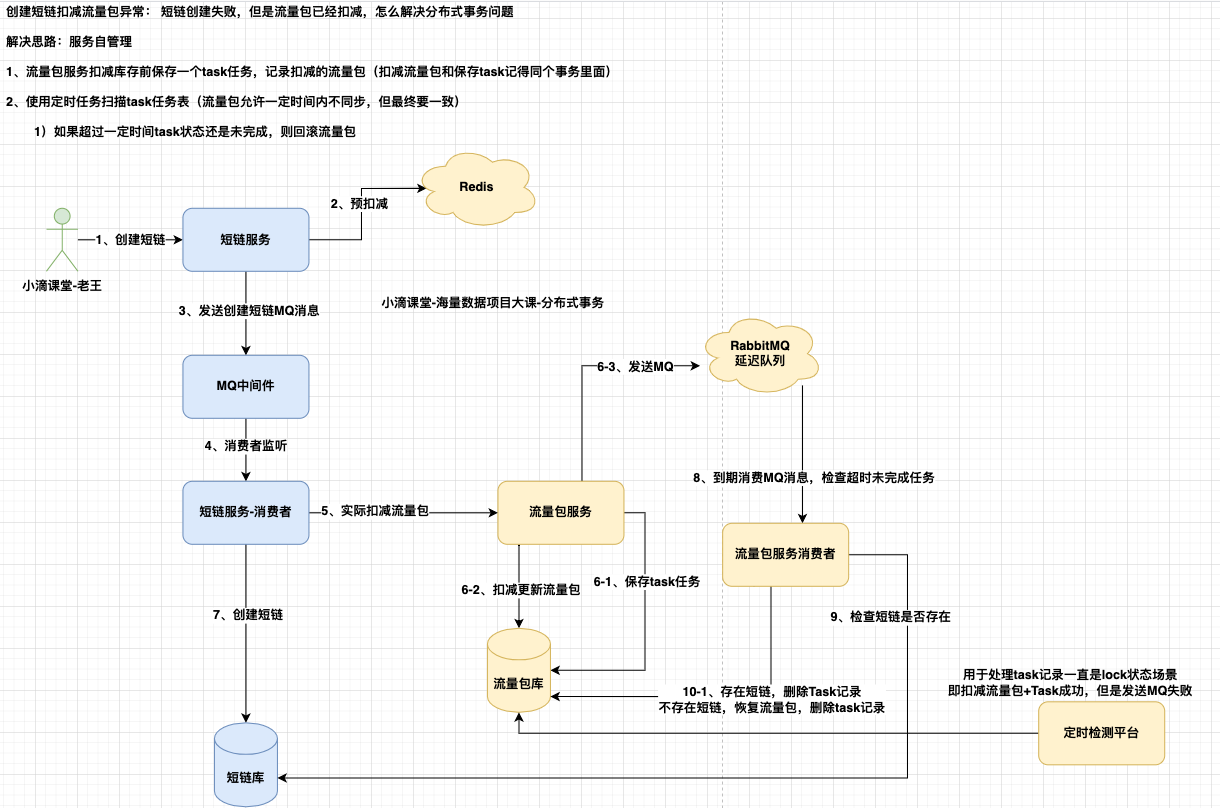 创建短链扣减流量包异常： 短链创建失败，但是流量包已经扣减，怎么解决分布式事务问题
解决思路：服务自管理
1、流量包服务扣减库存前保存一个task任务，记录扣减的流量包（扣减流量包和保存task记得同个事务里面）
2、使用定时任务扫描task任务表（流量包允许一定时间内不同步，但最终要一致）
1）如果超过一定时间task状态还是未完成，则回滚流量包
Redis
2、预扣减
1、创建短链
短链服务
小滴课堂-老王
3、发送创建短链MQ消息
小滴课堂-海量数据项目大课-分布式事务
RabbitMQ
延迟队列
6-3、发送MQ
MQ中间件
4、消费者监听
8、到期消费MQ消息，检查超时未完成任务
短链服务-消费者
5、实际扣减流量包
流量包服务
流量包服务消费者
6-2、扣减更新流量包
6-1、保存task任务
7、创建短链
9、检查短链是否存在
流量包库
10-1、存在短链，删除Task记录
不存在短链，恢复流量包，删除task记录
用于处理task记录一直是lock状态场景
即扣减流量包+Task成功，但是发送MQ失败
定时检测平台
短链库